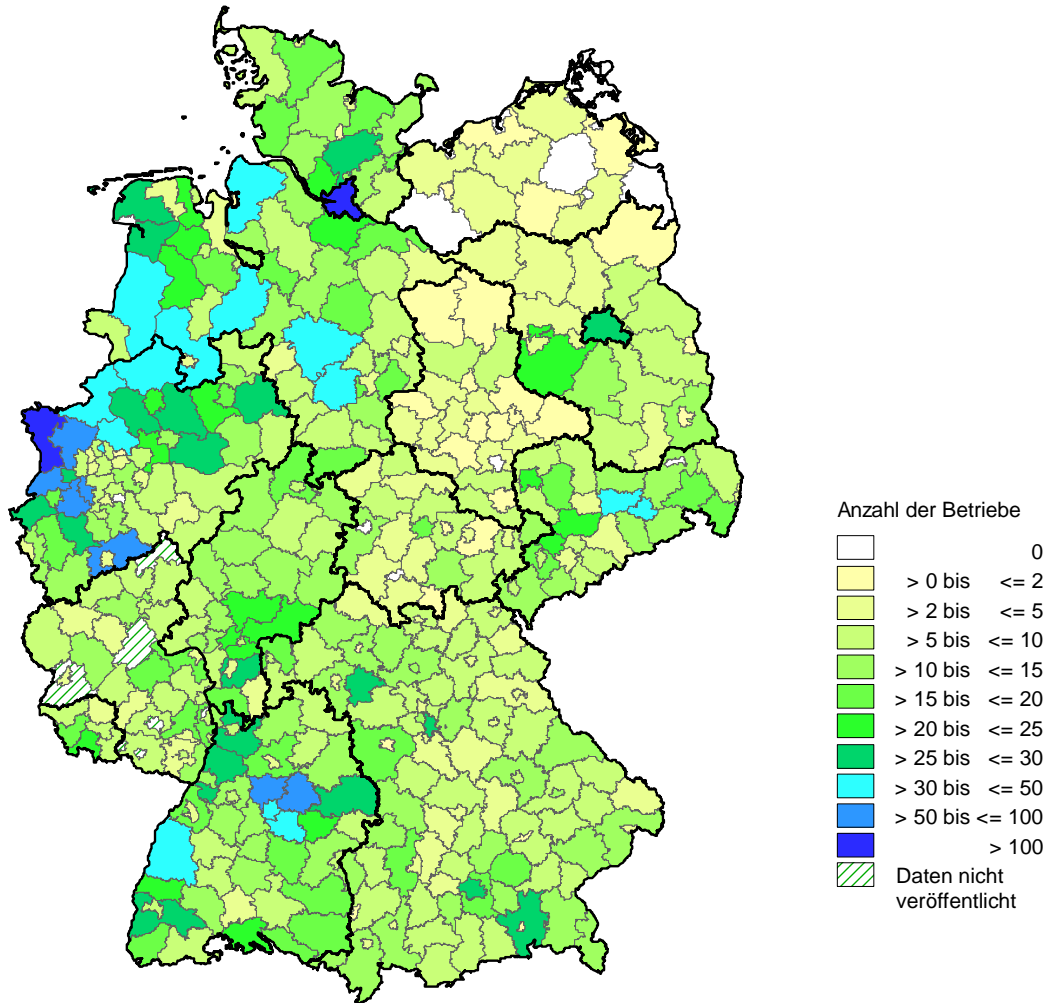 Anzahl der Betriebe
0
> 0 bis <= 2
> 2 bis <= 5
> 5 bis <= 10
> 10 bis <= 15
> 15 bis <= 20
> 20 bis <= 25
> 25 bis <= 30
> 30 bis <= 50
> 50 bis <= 100
> 100
Daten nicht
veröffentlicht